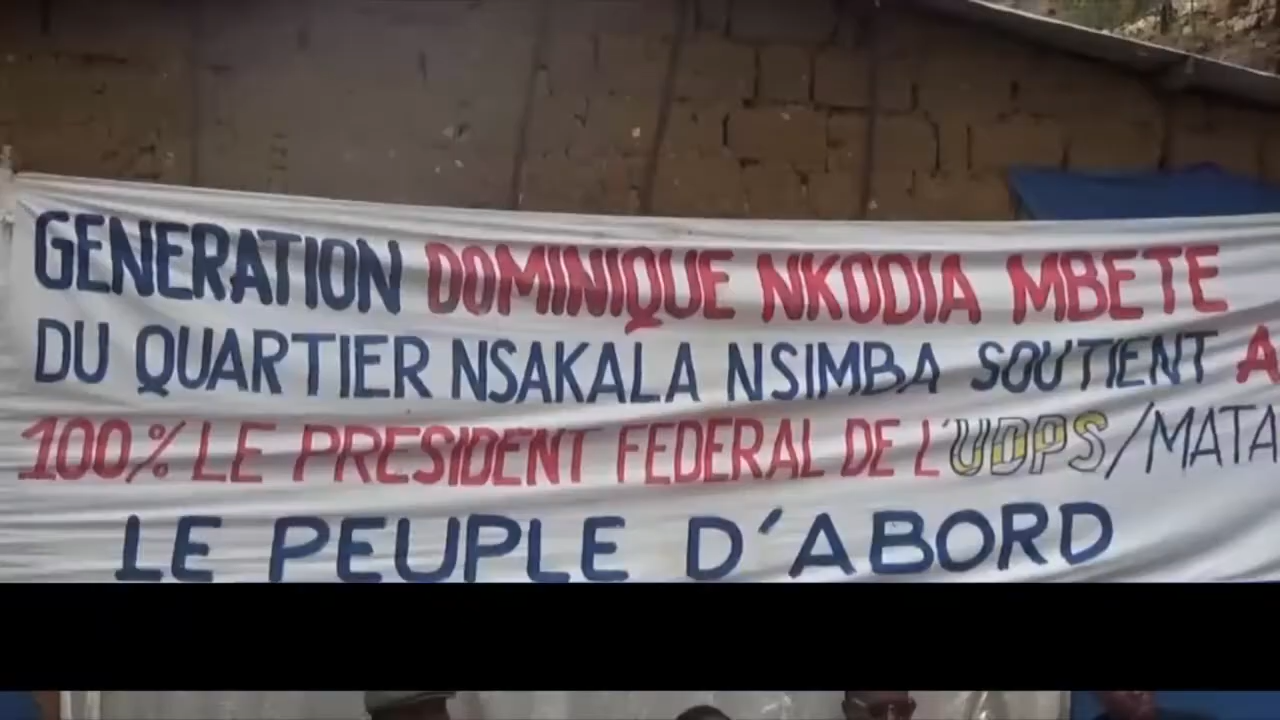 GENERATION DOMINIQUE NKODIA MBETE
DU QUARTIER NSAKALA NSIMBA SOUTIENT A
100% LE PRESIDENT FEDERAL DE L'UDPS/MATA
LE PEUPLE D'ABORD